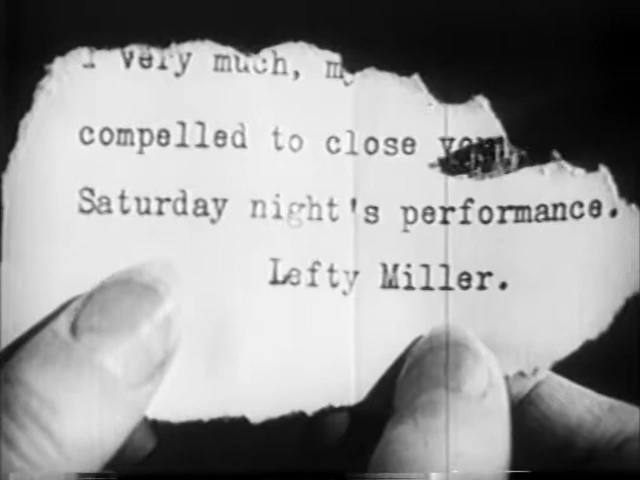 very much,
compelled to close
Saturday night's performance.
Lefty Miller.